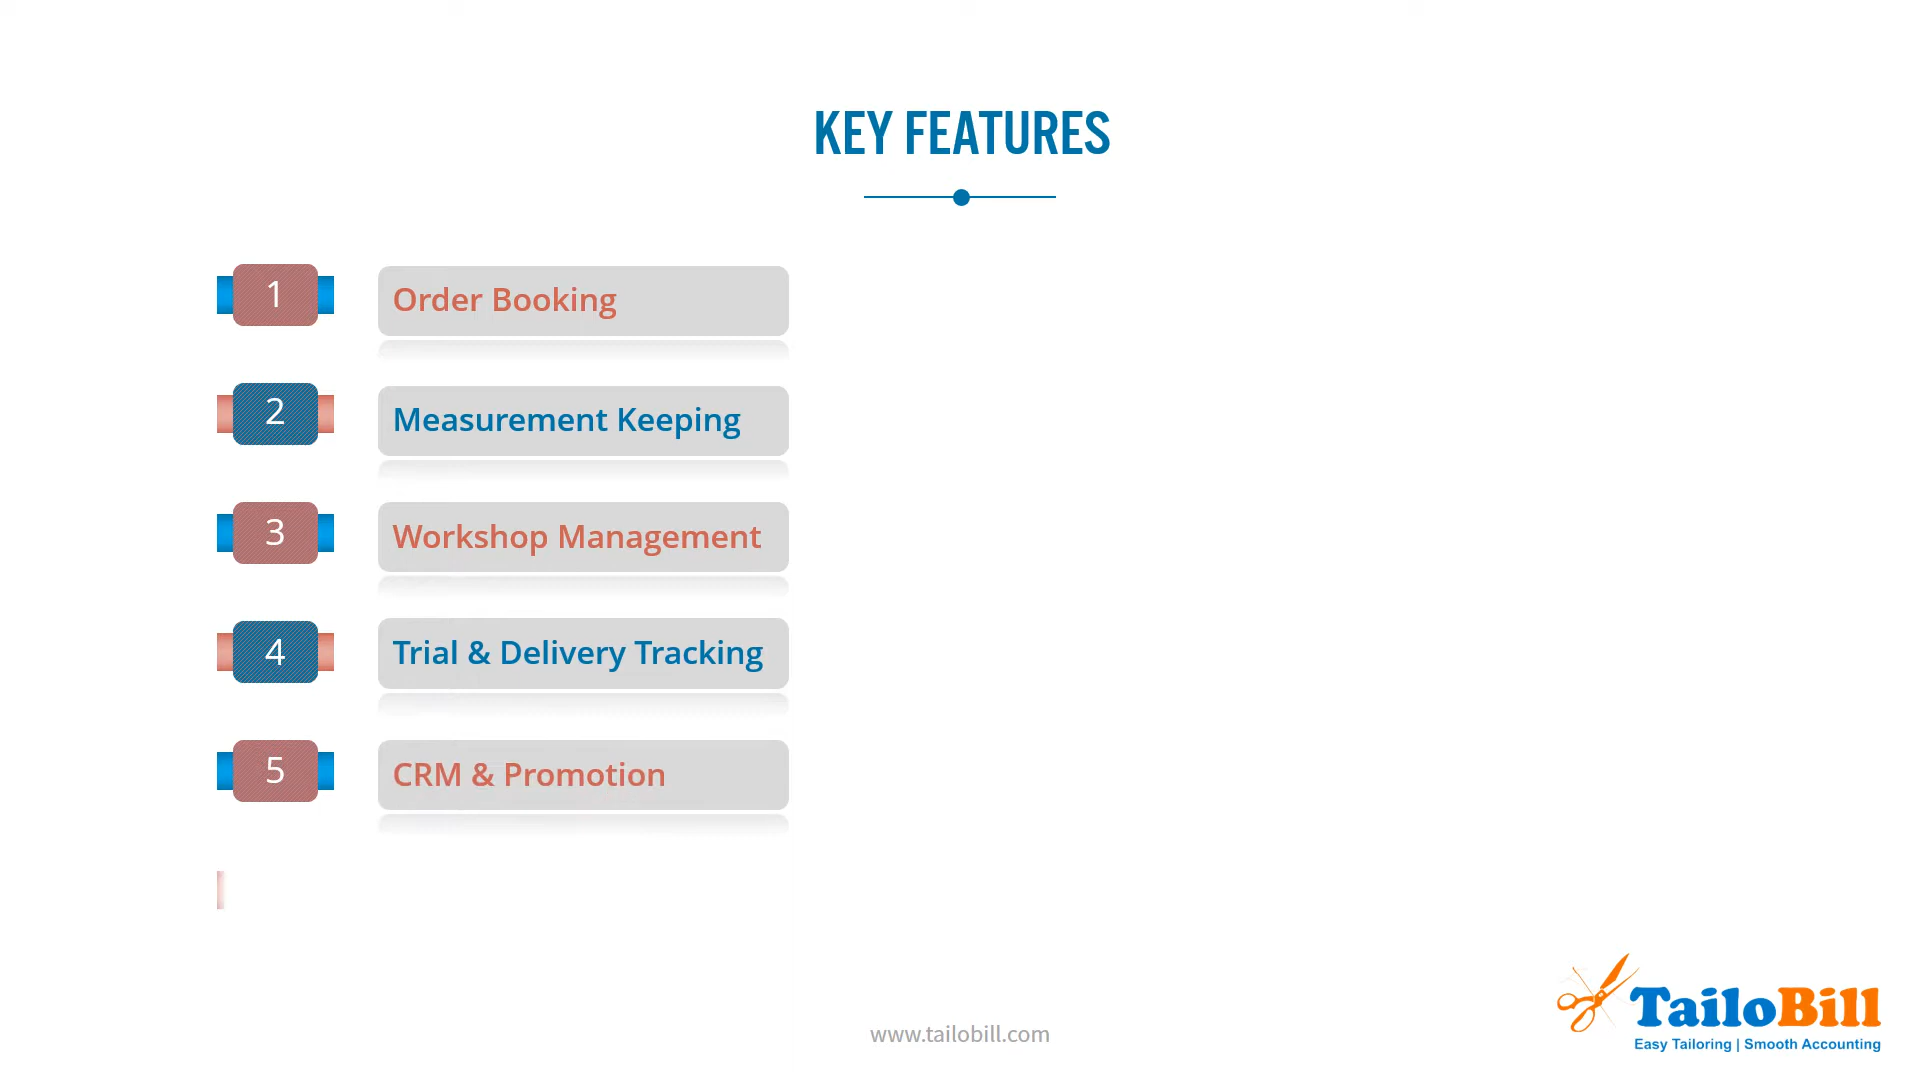 KEY FEATURES
1 Order Booking
2 Measurement Keeping
3 Workshop Management
4 Trial & Delivery Tracking
5 CRM & Promotion
TailoBill
Easy Tailoring | Smooth Accounting
www.tailobill.com